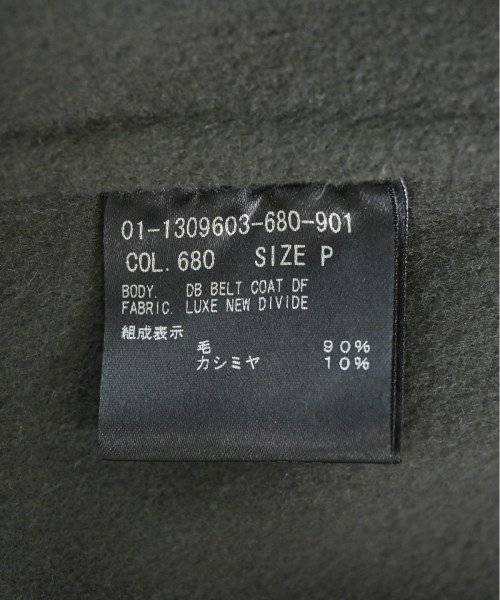 01-1309603-680-901
COL. 680 SIZE P
BODY. DB BELT COAT DF
FABRIC. LUXE NEW DIVIDE
組成表示
毛 90%
カシミヤ 10%